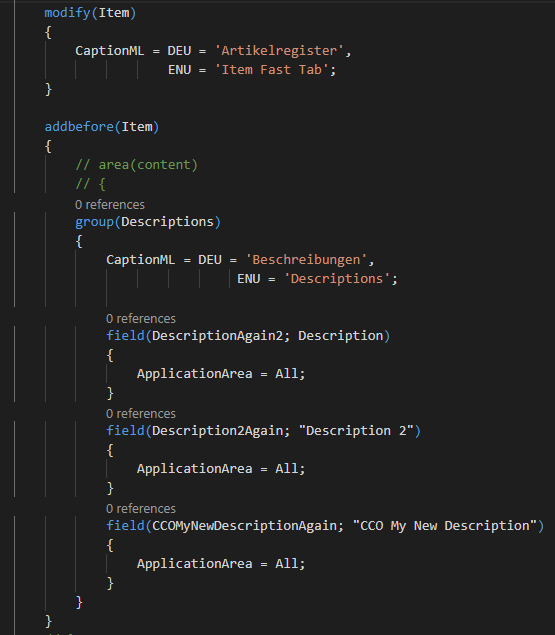 modify(Item)
{
CaptionML = DEU = 'Artikelregister',
ENU = 'Item Fast Tab';
}
addbefore(Item)
{
// area(content)
// {
0 references
group(Descriptions)
{
CaptionML = DEU = 'Beschreibungen',
ENU = 'Descriptions';
0 references
field(DescriptionAgain2; Description)
{
ApplicationArea = All;
}
0 references
field(Description2Again; "Description 2")
{
ApplicationArea = All;
}
0 references
field(CCOMyNewDescriptionAgain; "CCO My New Description")
{
ApplicationArea = All;
}
}
}